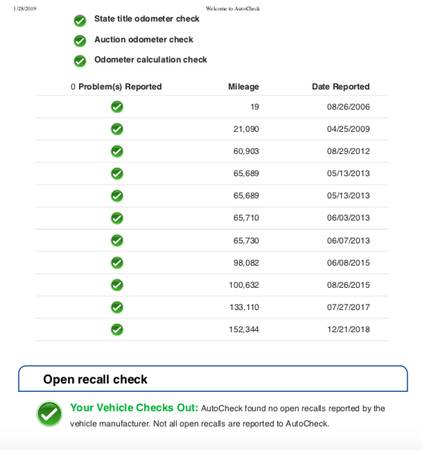 1/28/2019 Welcome to AutoCheck
State title odometer check
Auction odometer check
Odometer calculation check
0 Problem(s) Reported Mileage Date Reported
19 08/26/2006
21,090 04/25/2009
60,903 08/29/2012
65,689 05/13/2013
65,689 05/13/2013
65,710 06/03/2013
65,730 06/07/2013
98,082 06/08/2015
100,632 08/26/2015
133,110 07/27/2017
152,344 12/21/2018
Open recall check
Your Vehicle Checks Out: AutoCheck found no open recalls reported by the
vehicle manufacturer. Not all open recalls are reported to AutoCheck.